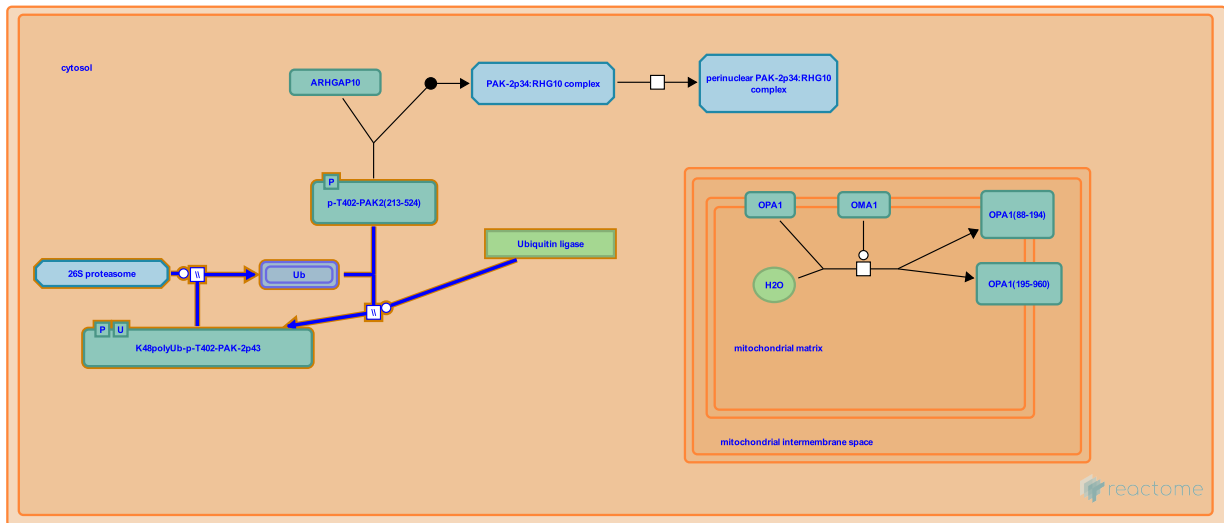 cytosol
ARHGAP10
PAK-2p34:RHG10 complex
perinuclear PAK-2p34:RHG10
complex
P
p-T402-PAK2(213-524)
OPA1
OMA1
OPA1(88-194)
Ubiquitin ligase
26S proteasome
\\
Ub
H2O
OPA1(195-960)
\\
P
U
K48polyUb-p-T402-PAK-2p43
mitochondrial matrix
mitochondrial intermembrane space
reactome